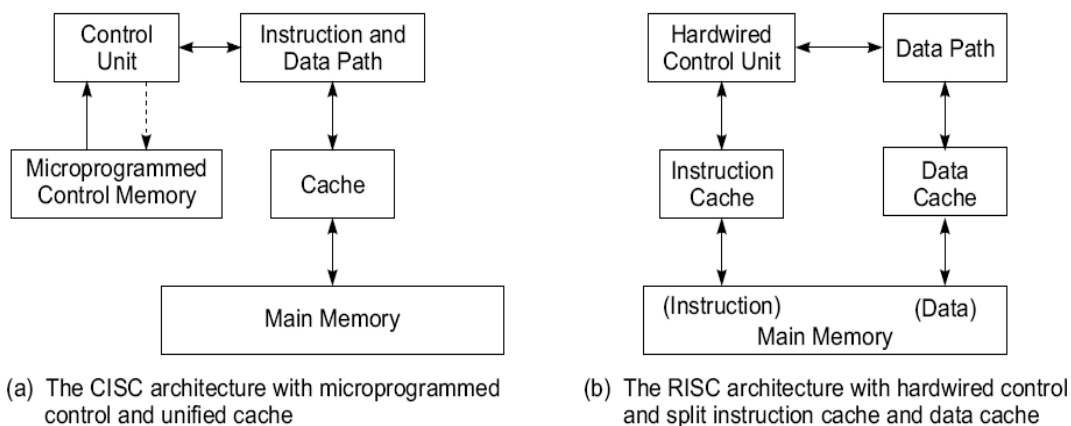 Control
Unit
Instruction and
Data Path
Microprogrammed
Control Memory
Cache
Main Memory
(a) The CISC architecture with microprogrammed
control and unified cache
Hardwired
Control Unit
Data Path
Instruction
Cache
Data
Cache
(Instruction) (Data)
Main Memory
(b) The RISC architecture with hardwired control
and split instruction cache and data cache